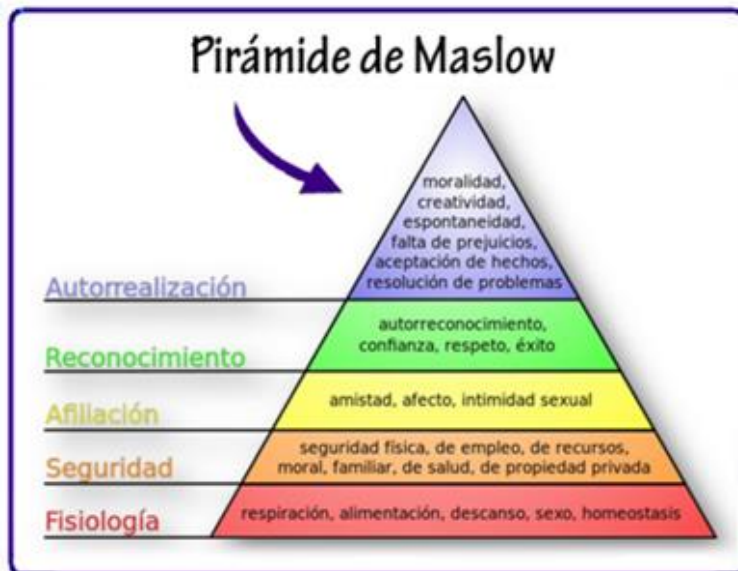 Pirámide de Maslow
moralidad,
creatividad,
espontaneidad,
falta de prejuicios,
aceptación de hechos,
resolución de problemas
Autorrealización
autorreconocimiento,
confianza, respeto, éxito
Reconocimiento
amistad, afecto, intimidad sexual
Afiliación
seguridad física, de empleo, de recursos,
moral, familiar, de salud, de propiedad privada
Seguridad
respiración, alimentación, descanso, sexo, homeostasis
Fisiología